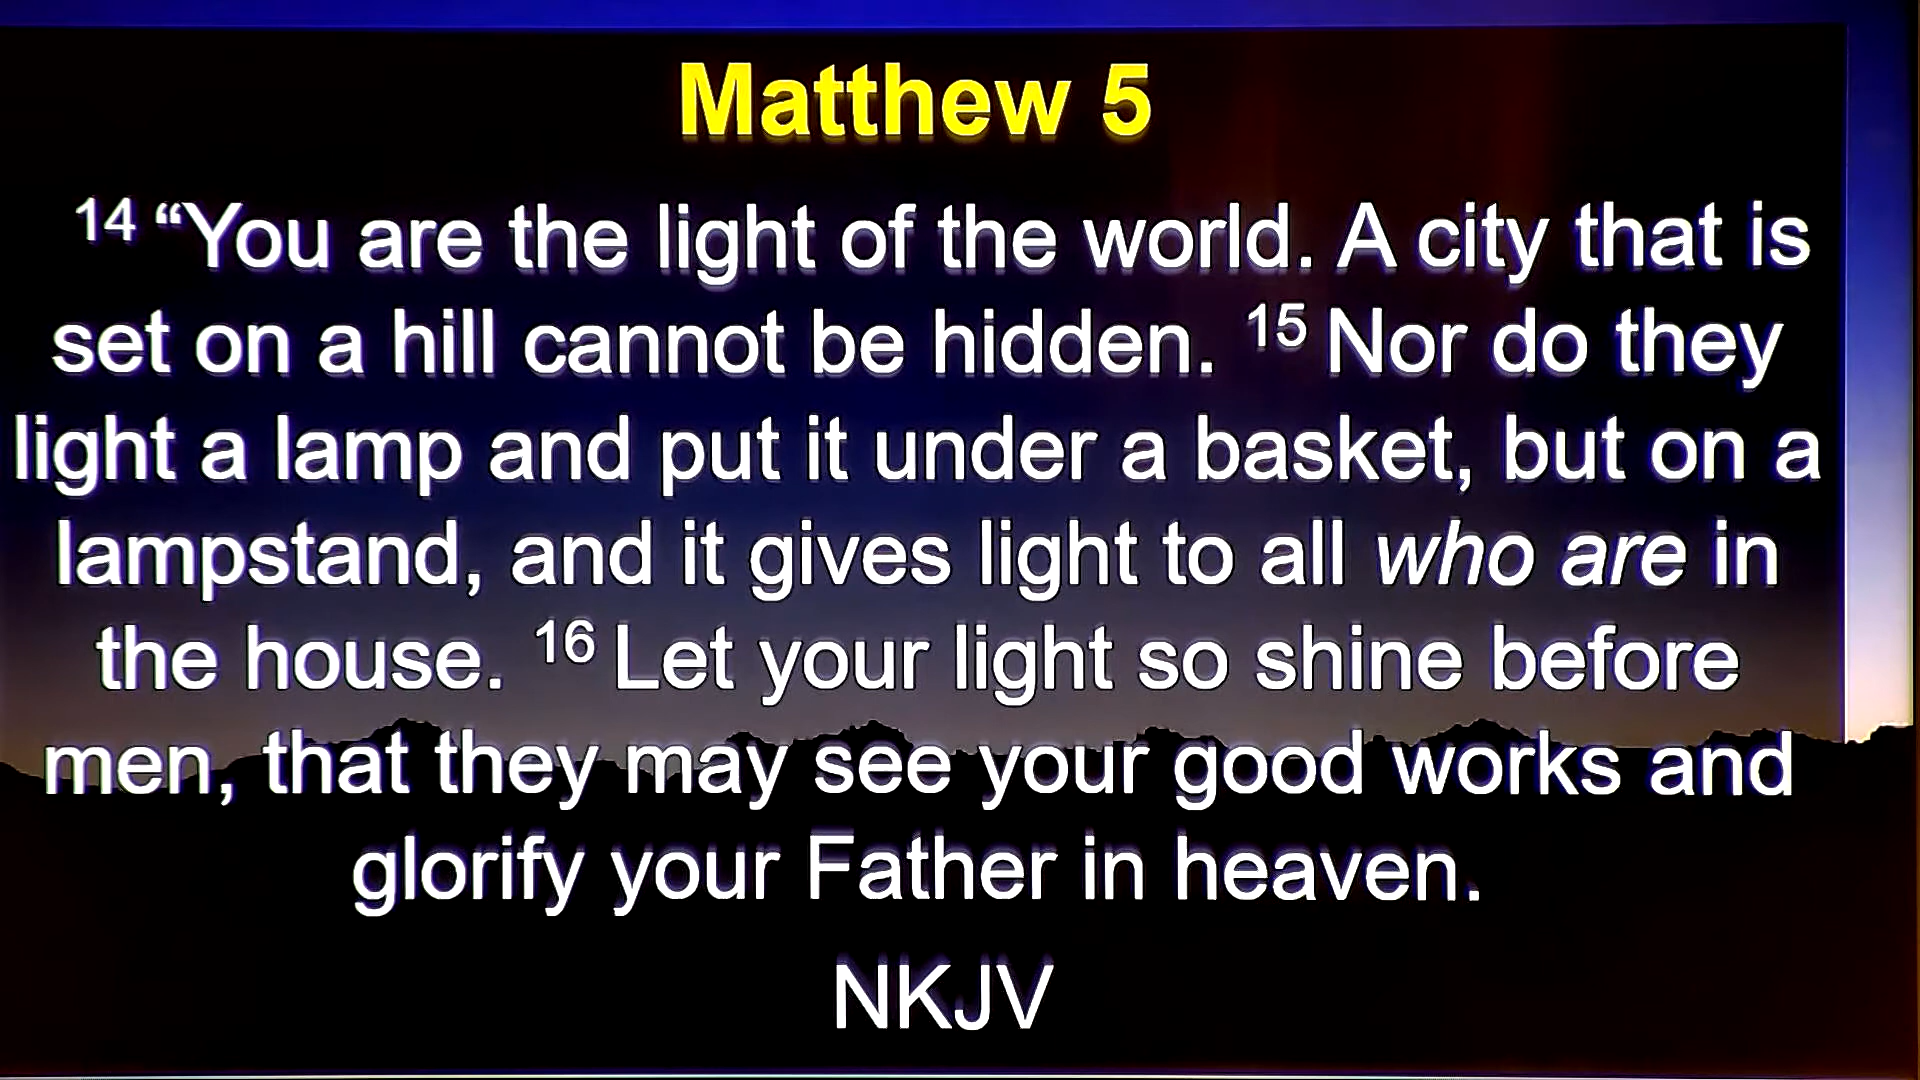 Matthew 5
14 “You are the light of the world. A city that is
set on a hill cannot be hidden. 15 Nor do they
light a lamp and put it under a basket, but on a
lampstand, and it gives light to all who are in
the house. 16 Let your light so shine before
men, that they may see your good works and
glorify your Father in heaven.
NKJV